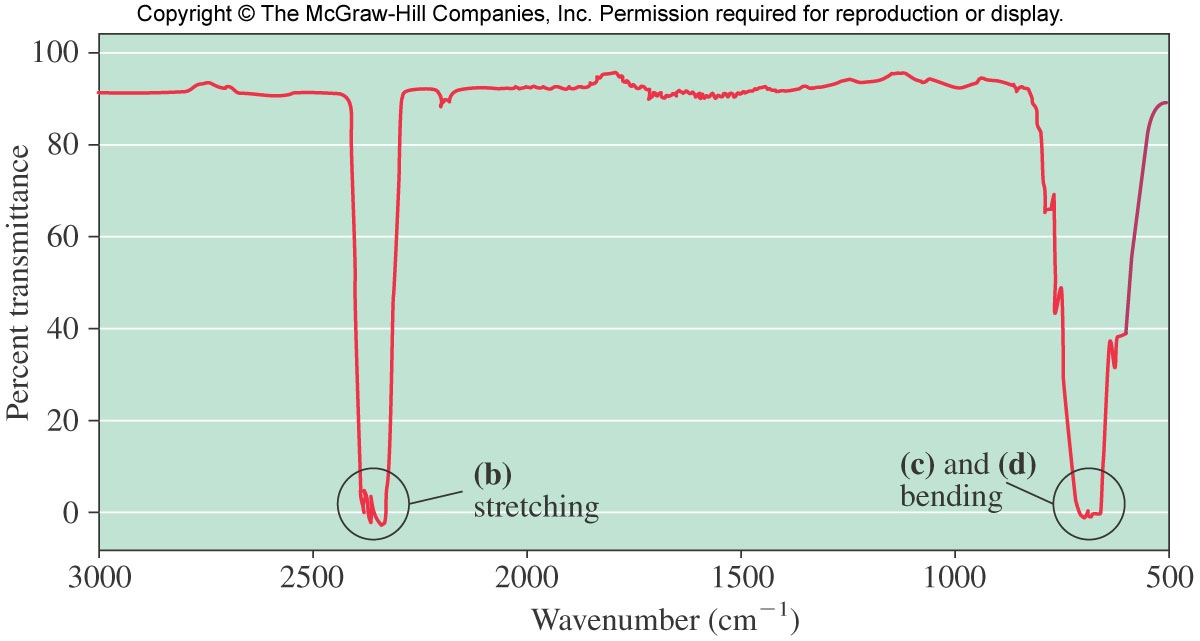 Copyright © The McGraw-Hill Companies, Inc. Permission required for reproduction or display.
100
80
60
40
20
0
Percent transmittance
(b)
stretching
(c) and (d)
bending
3000 2500 2000 1500 1000 500
Wavenumber (cm⁻¹)